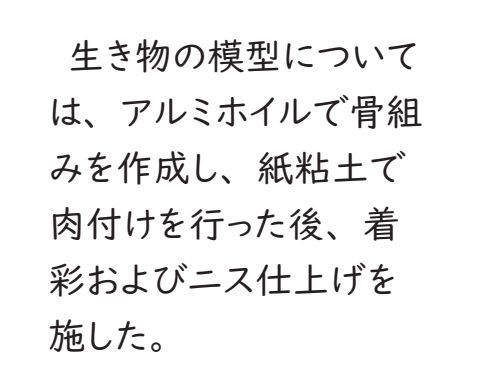 生き物の模型について
は、アルミホイルで骨組
みを作成し、紙粘土で
肉付けを行った後、着
彩およびニス仕上げを
施した。